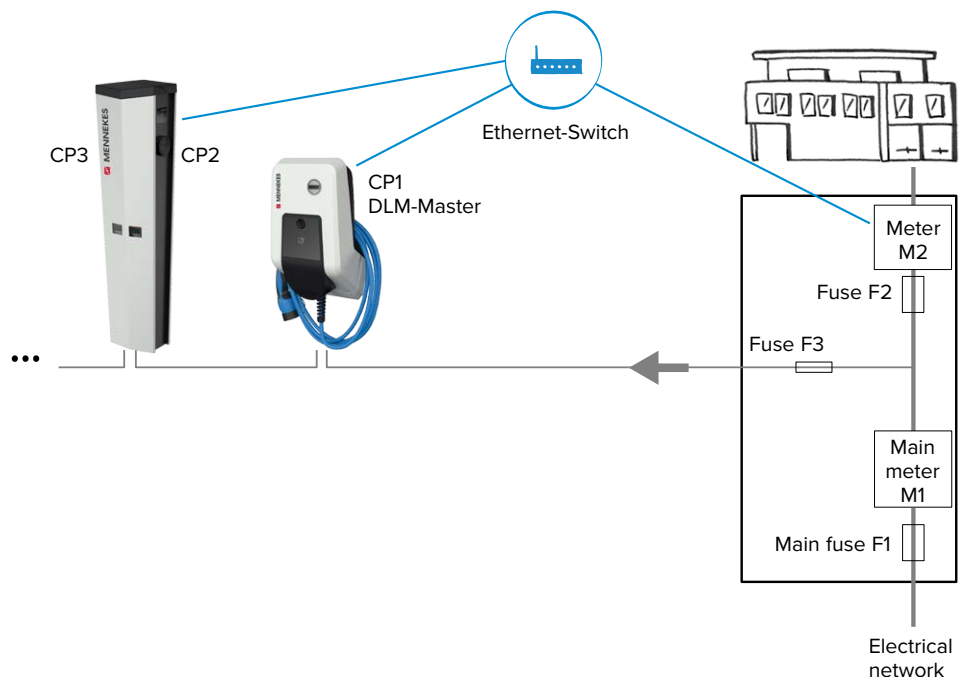 Ethernet-Switch
CP3
MENNEKES
CP2
MENNEKES
CP1
DLM-Master
Meter
M2
Fuse F2
Fuse F3
...
Main
meter
M1
Main fuse F1
Electrical
network